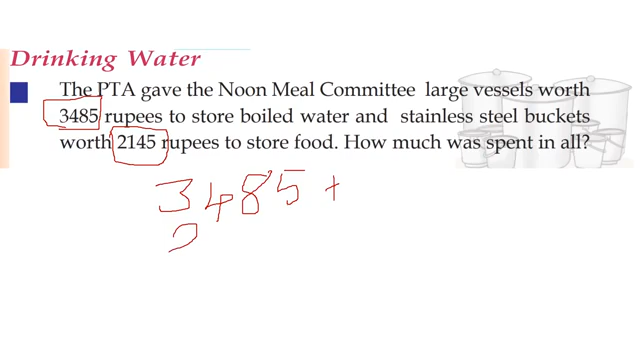 Drinking Water
The PTA gave the Noon Meal Committee large vessels worth
3485 rupees to store boiled water and stainless steel buckets
worth 2145 rupees to store food. How much was spent in all?
3485 +